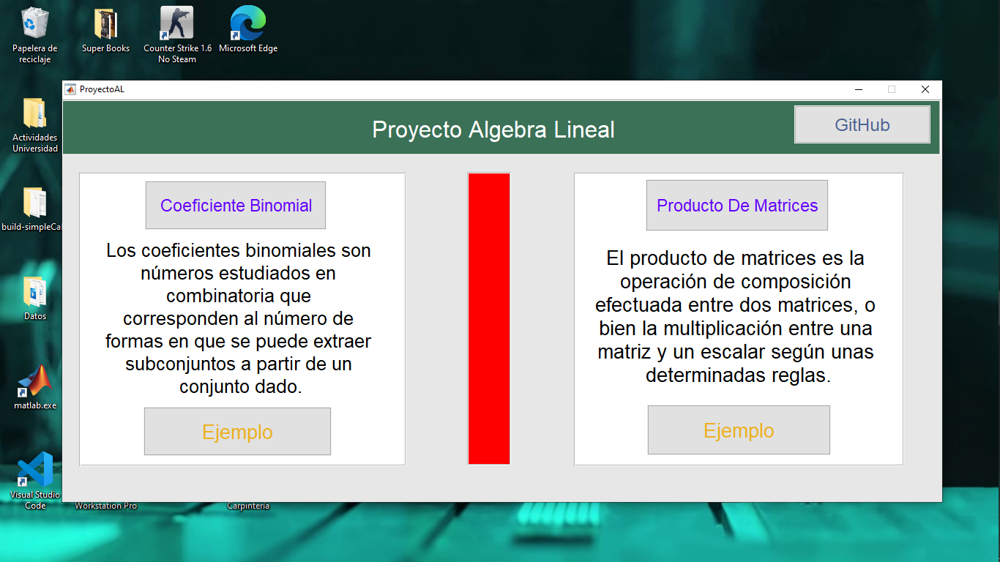 Papelera de
reciclaje
Super Books
Counter Strike 1.6
No Steam
Microsoft Edge
ProyectoAL
Proyecto Algebra Lineal
GitHub
Actividades
Universidad
build-simpleCal
Datos
matlab.exe
Visual Studio
Code
Coeficiente Binomial
Los coeficientes binomiales son
números estudiados en
combinatoria que
corresponden al número de
formas en que se puede extraer
subconjuntos a partir de un
conjunto dado.
Ejemplo
Producto De Matrices
El producto de matrices es la
operación de composición
efectuada entre dos matrices, o
bien la multiplicación entre una
matriz y un escalar según unas
determinadas reglas.
Ejemplo
Workstation Pro
Carpinteria